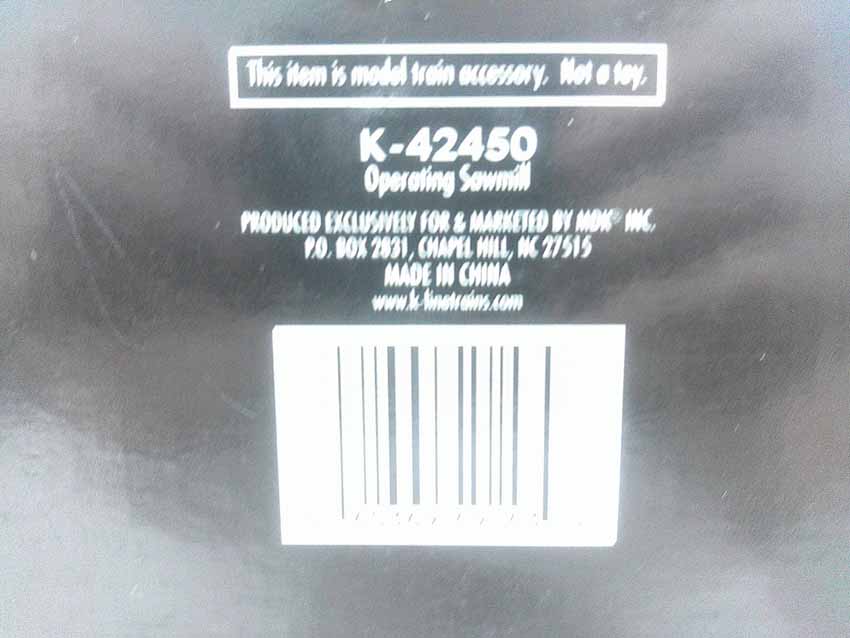 This item is model train accessory. Not a toy.
K-42450
Operating Sawmill
PRODUCED EXCLUSIVELY FOR & MARKETED BY MDK® INC.
P.O. BOX 2831, CHAPEL HILL, NC 27515
MADE IN CHINA
www.k-linetrains.com